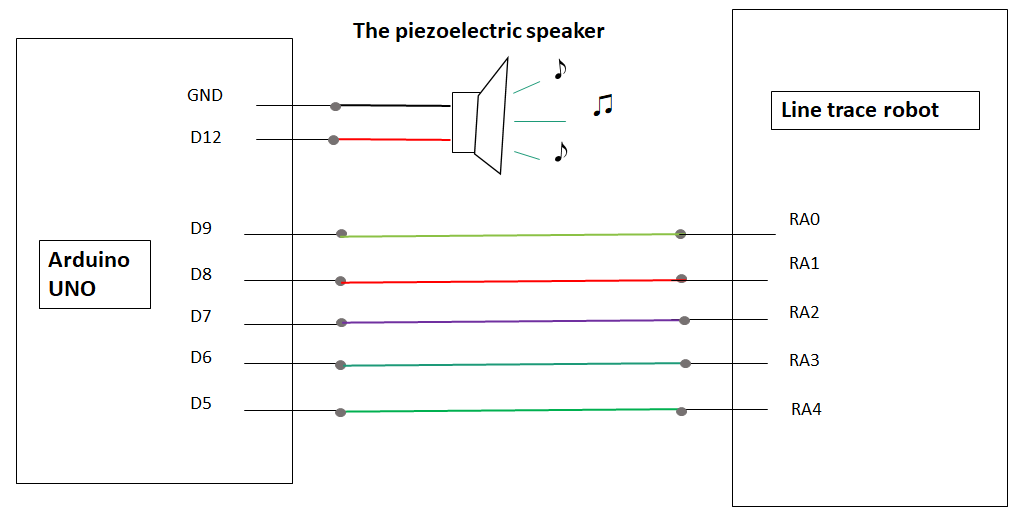 The piezoelectric speaker
GND
D12
Line trace robot
D9
D8
D7
D6
D5
Arduino
UNO
RA0
RA1
RA2
RA3
RA4